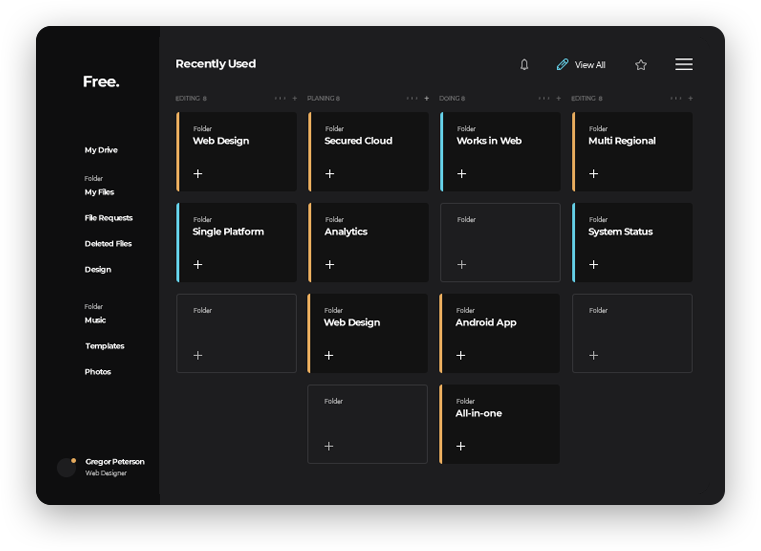 Free.
My Drive
Folder
My Files
File Requests
Deleted Files
Design
Folder
Music
Templates
Photos
Gregor Peterson
Web Designer
Recently Used
View All
EDITING 8
PLANING 8
DOING 8
EDITING 8
Folder
Web Design
Folder
Secured Cloud
Folder
Works in Web
Folder
Multi Regional
Folder
Single Platform
Folder
Analytics
Folder
Folder
System Status
Folder
Folder
Web Design
Folder
Android App
Folder
Folder
Folder
All-in-one